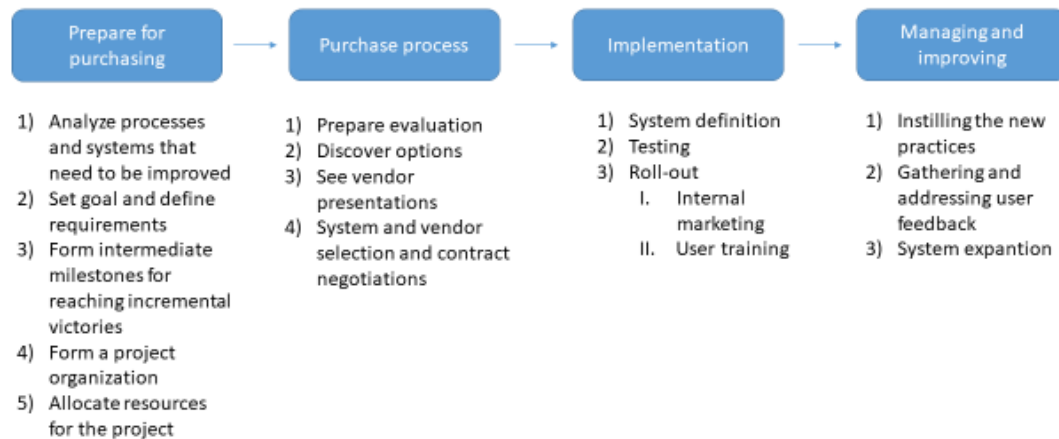 Prepare for
purchasing
Purchase process
Implementation
Managing and
improving
1) Analyze processes
and systems that
need to be improved
2) Set goal and define
requirements
3) Form intermediate
milestones for
reaching incremental
victories
4) Form a project
organization
5) Allocate resources
for the project
1) Prepare evaluation
2) Discover options
3) See vendor
presentations
4) System and vendor
selection and contract
negotiations
1) System definition
2) Testing
3) Roll-out
I. Internal
marketing
II. User training
1) Instilling the new
practices
2) Gathering and
addressing user
feedback
3) System expantion